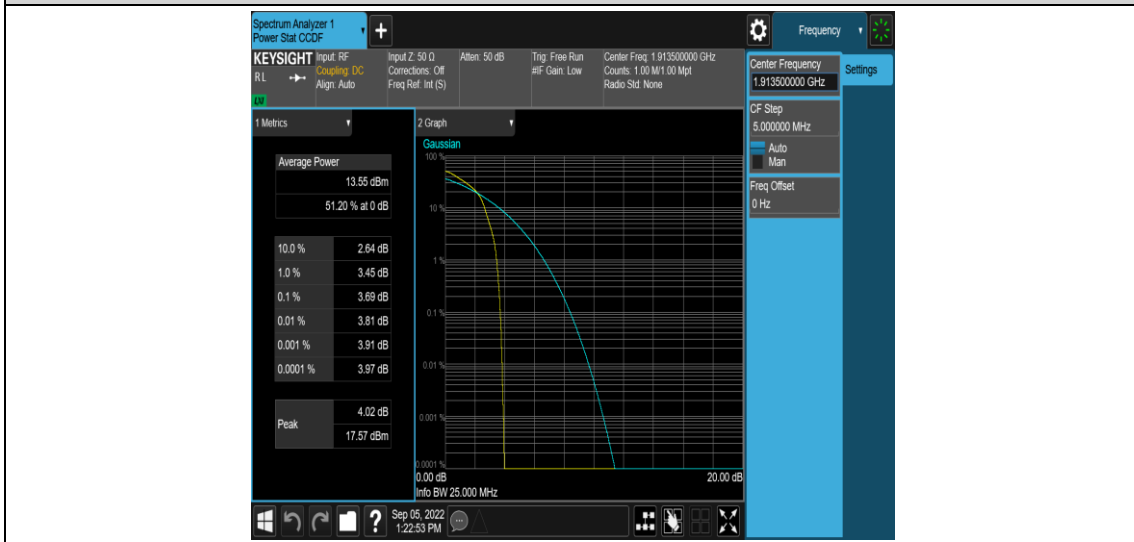 Spectrum Analyzer 1
Power Stat CCDF
+
Frequency
KEYSIGHT
Input: RF
Input Z: 50 Ω
Atten: 50 dB
Trig: Free Run
Center Freq: 1.913500000 GHz
RL
Coupling: DC
Corrections: Off
#IF Gain: Low
Counts: 1.00 M/1.00 Mpt
Align: Auto
Freq Ref: Int (S)
Radio Std: None
Center Frequency
1.913500000 GHz
Settings
CF Step
5.000000 MHz
Auto
Man
Freq Offset
0 Hz
1 Metrics
Average Power
13.55 dBm
51.20 % at 0 dB
10.0 % 2.64 dB
1.0 % 3.45 dB
0.1 % 3.69 dB
0.01 % 3.81 dB
0.001 % 3.91 dB
0.0001 % 3.97 dB
Peak
4.02 dB
17.57 dBm
2 Graph
Gaussian
100 %
10 %
1 %
0.1 %
0.01 %
0.001 %
0.0001 %
0.00 dB
20.00 dB
Info BW 25.000 MHz
?
Sep 05, 2022
1:22:53 PM